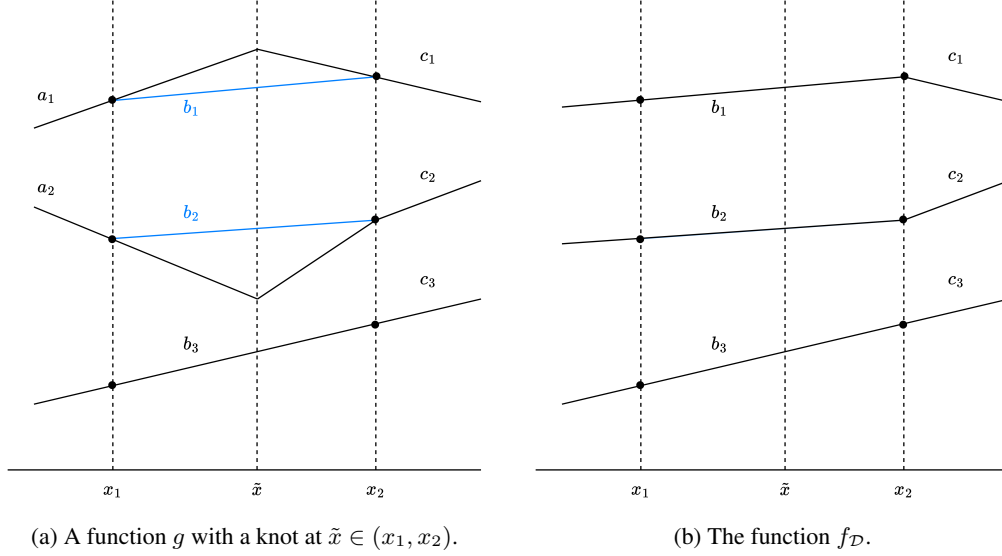 c₁
a₁
b₁
a₂
c₂
b₂
c₃
b₃
x₁ x̃ x₂
(a) A function g with a knot at x̃ ∈ (x₁, x₂).
c₁
b₁
c₂
b₂
c₃
b₃
x₁ x̃ x₂
(b) The function f_𝒟.